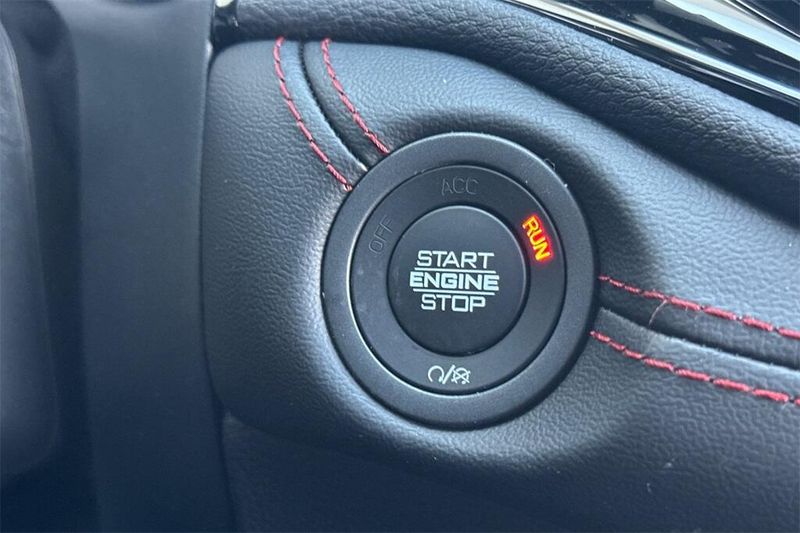 ACC
OFF
RUN
START
ENGINE
STOP